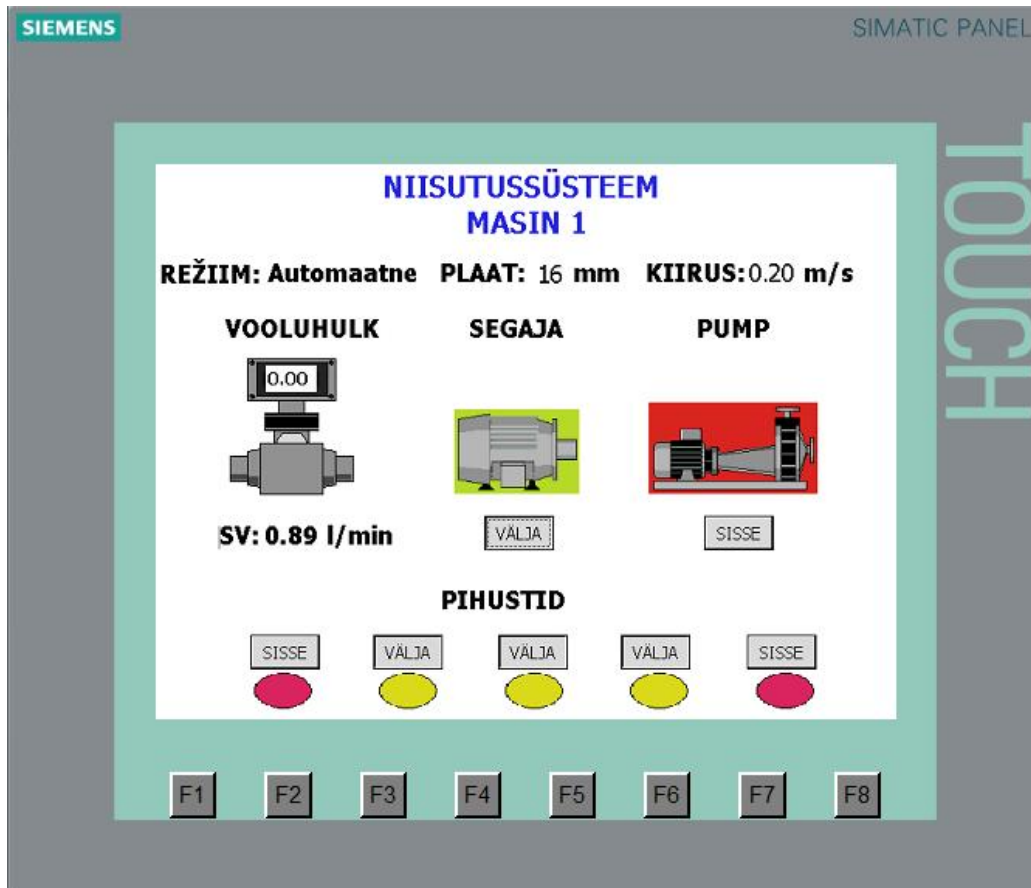 SIEMENS
SIMATIC PANEL
TOUCH
NIISUTUSSÜSTEEM
MASIN 1
REŽIIM: Automaatne PLAAT: 16 mm KIIRUS: 0.20 m/s
VOOLUHULK SEGAJA PUMP
0.00
SV: 0.89 l/min VÄLJA SISSE
PIHUSTID
SISSE VÄLJA VÄLJA VÄLJA SISSE
F1 F2 F3 F4 F5 F6 F7 F8